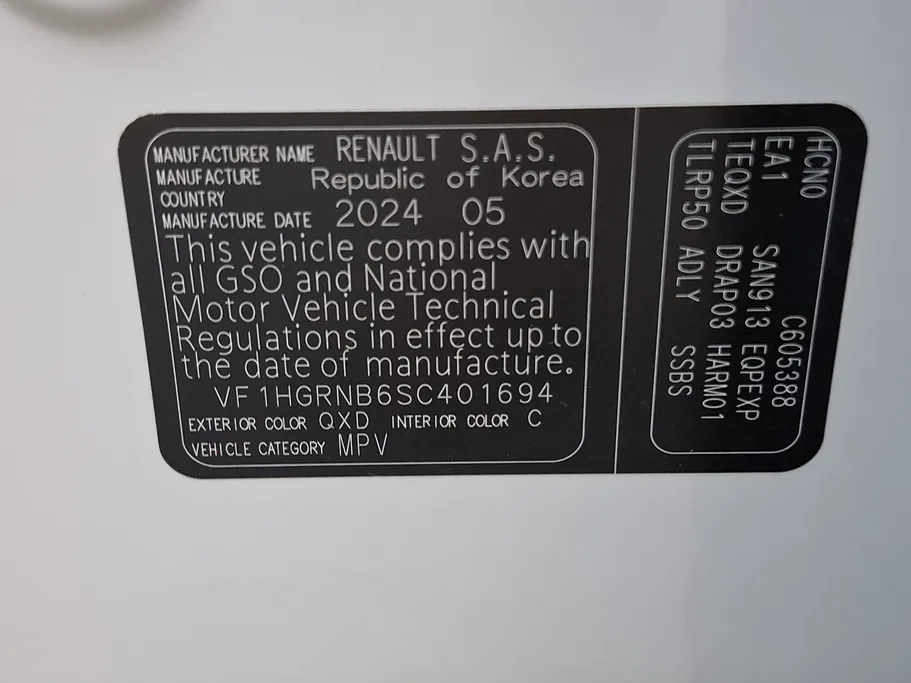 MANUFACTURER NAME RENAULT S.A.S.
MANUFACTURE COUNTRY Republic of Korea
MANUFACTURE DATE 2024 05
This vehicle complies with
all GSO and National
Motor Vehicle Technical
Regulations in effect up to
the date of manufacture.
VF1HGRNB6SC401694
EXTERIOR COLOR QXD INTERIOR COLOR C
VEHICLE CATEGORY MPV
HCN0 C605388
EA1 SAN913 EQPEXP
TEQXD DRAP03 HARM01
TLRP50 ADLY SSBS